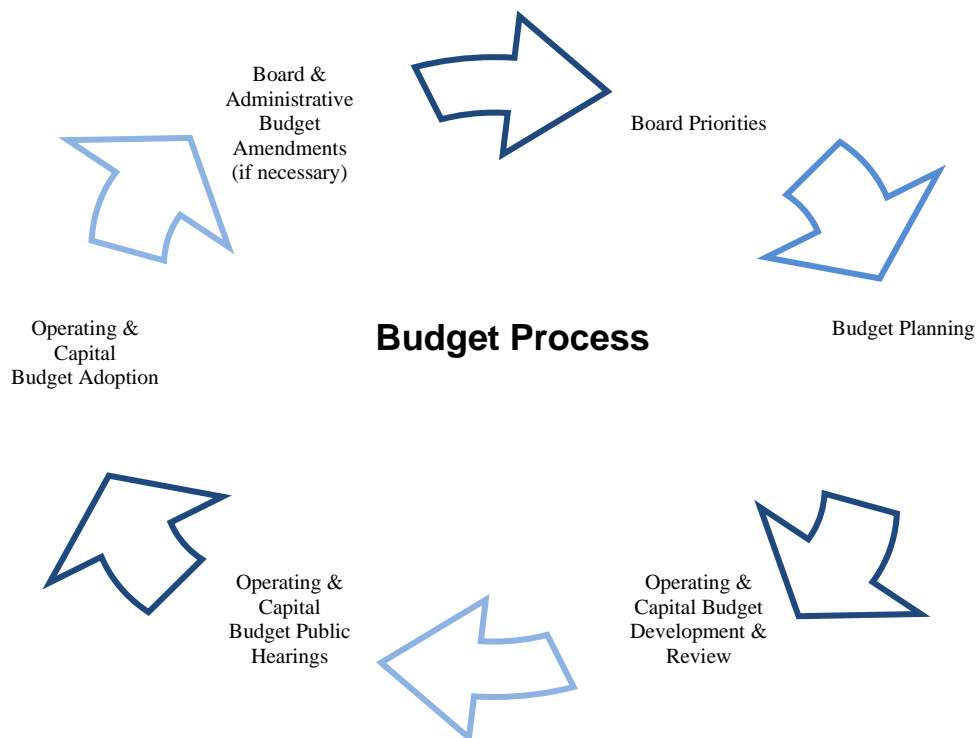 Board &
Administrative
Budget
Amendments
(if necessary)
Board Priorities
Budget Process
Operating &
Capital
Budget Adoption
Budget Planning
Operating &
Capital
Budget Public
Hearings
Operating &
Capital Budget
Development &
Review